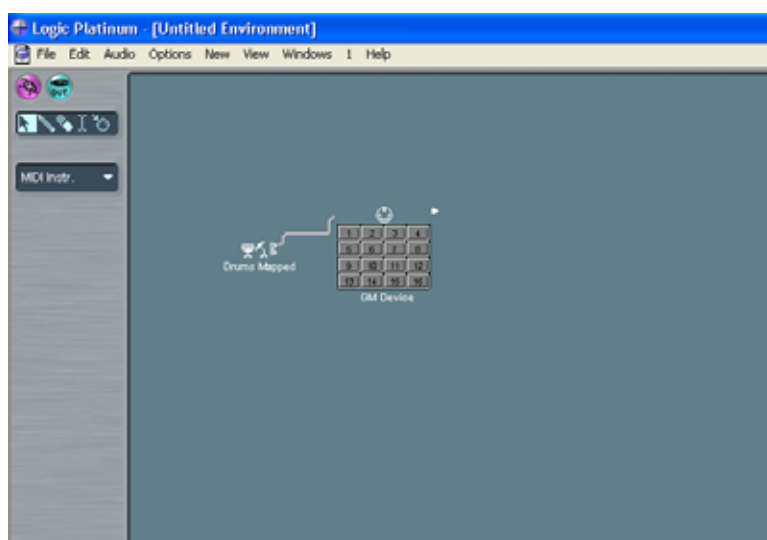 Logic Platinum - [Untitled Environment]
File Edit Audio Options New View Windows 1 Help
OUT
MIDI Instr.
1 2 3 4
5 6 7 8
9 10 11 12
13 14 15 16
Drums Mapped
GM Device